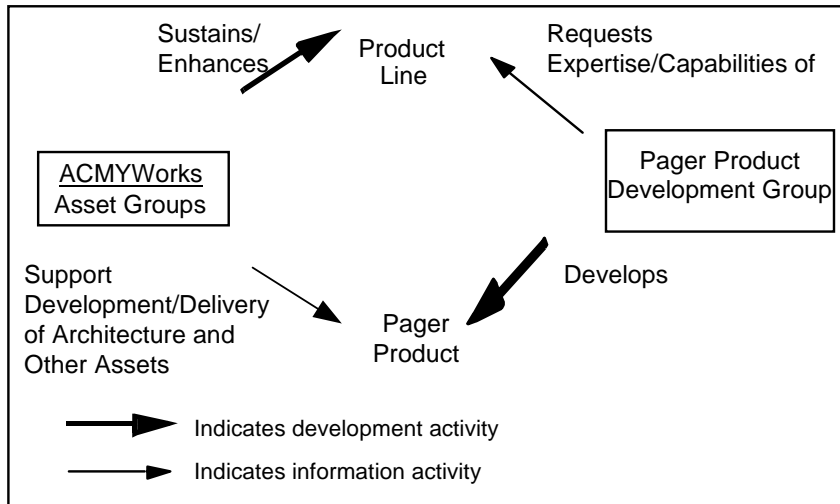 Sustains/
Enhances
Product
Line
Requests
Expertise/Capabilities of
ACMYWorks
Asset Groups
Pager Product
Development Group
Support
Development/Delivery
of Architecture and
Other Assets
Develops
Pager
Product
Indicates development activity
Indicates information activity